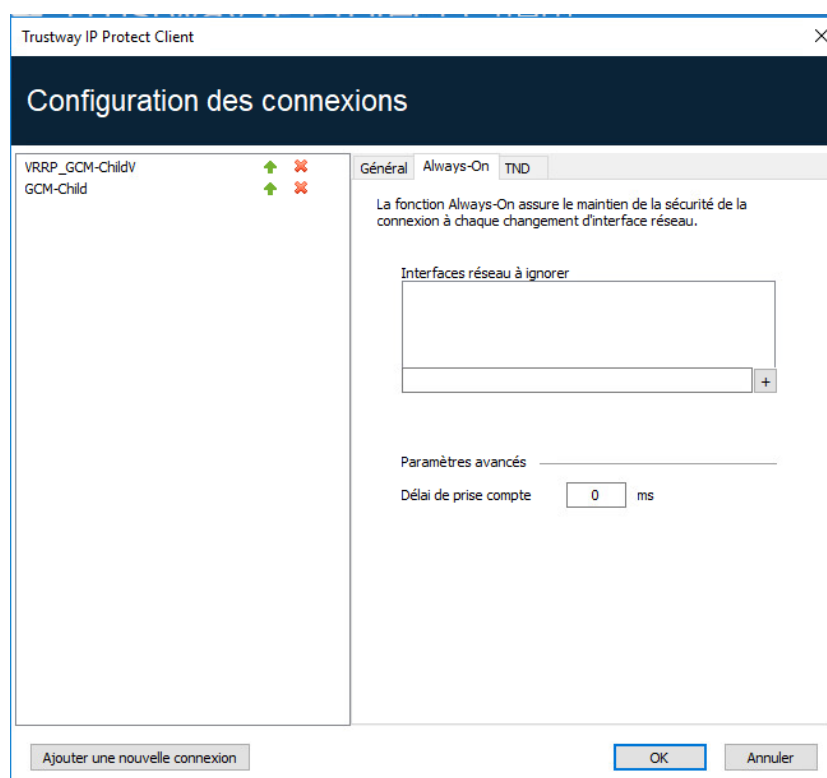 Trustway IP Protect Client
Configuration des connexions
VRRP_GCM-ChildV
GCM-Child
Général Always-On TND
La fonction Always-On assure le maintien de la sécurité de la
connexion à chaque changement d'interface réseau.
Interfaces réseau à ignorer
+
Paramètres avancés
Délai de prise compte 0 ms
Ajouter une nouvelle connexion OK Annuler